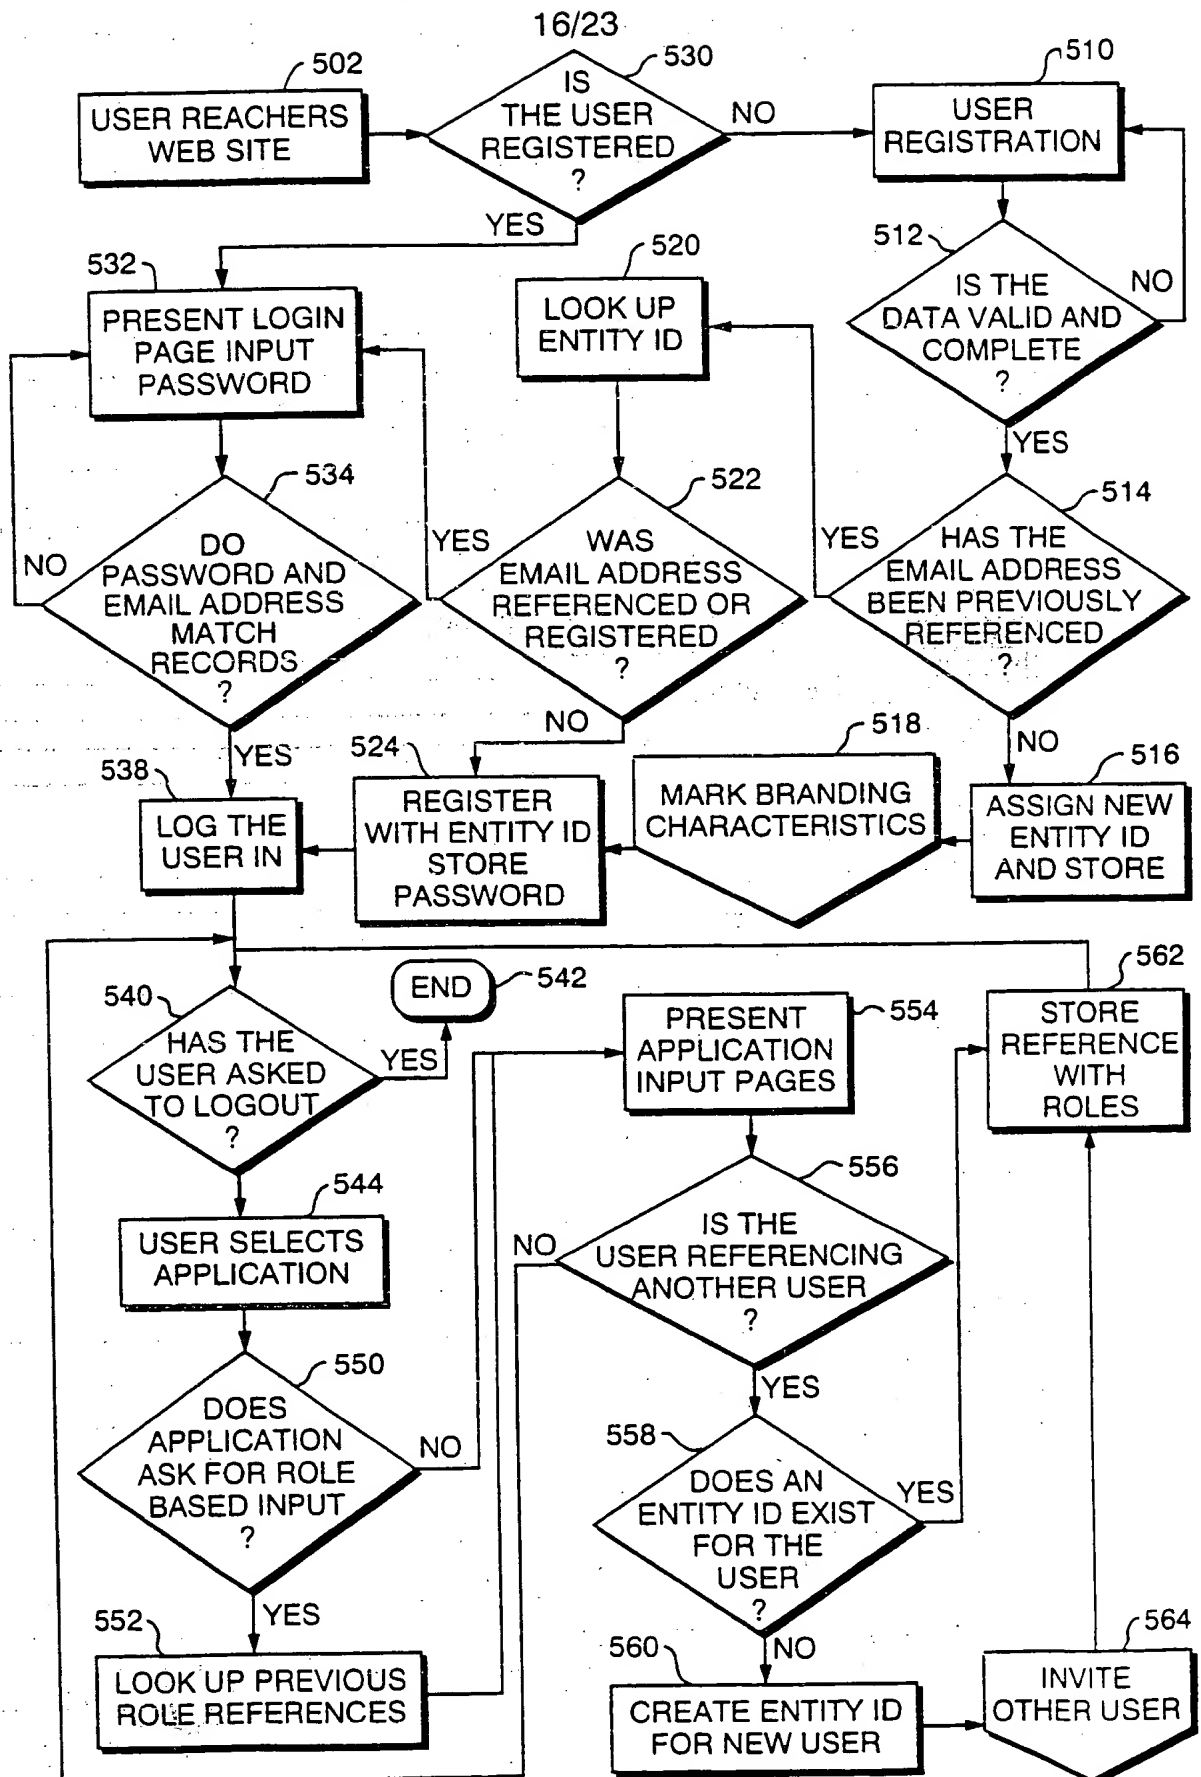 16/23
502
530
510
USER REACHERS
WEB SITE
IS
THE USER
REGISTERED
?
NO
USER
REGISTRATION
YES
512
IS THE
DATA VALID AND
COMPLETE
?
NO
YES
532
PRESENT LOGIN
PAGE INPUT
PASSWORD
520
LOOK UP
ENTITY ID
534
DO
PASSWORD AND
EMAIL ADDRESS
MATCH
RECORDS
?
NO
YES
522
WAS
EMAIL ADDRESS
REFERENCED OR
REGISTERED
?
YES
NO
514
HAS THE
EMAIL ADDRESS
BEEN PREVIOUSLY
REFERENCED
?
YES
NO
538
LOG THE
USER IN
524
REGISTER
WITH ENTITY ID
STORE
PASSWORD
518
MARK BRANDING
CHARACTERISTICS
516
ASSIGN NEW
ENTITY ID
AND STORE
540
HAS THE
USER ASKED
TO LOGOUT
?
YES
END
542
544
USER SELECTS
APPLICATION
550
DOES
APPLICATION
ASK FOR ROLE
BASED INPUT
?
NO
YES
552
LOOK UP PREVIOUS
ROLE REFERENCES
554
PRESENT
APPLICATION
INPUT PAGES
556
IS THE
USER REFERENCING
ANOTHER USER
?
NO
YES
558
DOES AN
ENTITY ID EXIST
FOR THE
USER
?
YES
NO
560
CREATE ENTITY ID
FOR NEW USER
562
STORE
REFERENCE
WITH
ROLES
564
INVITE
OTHER USER